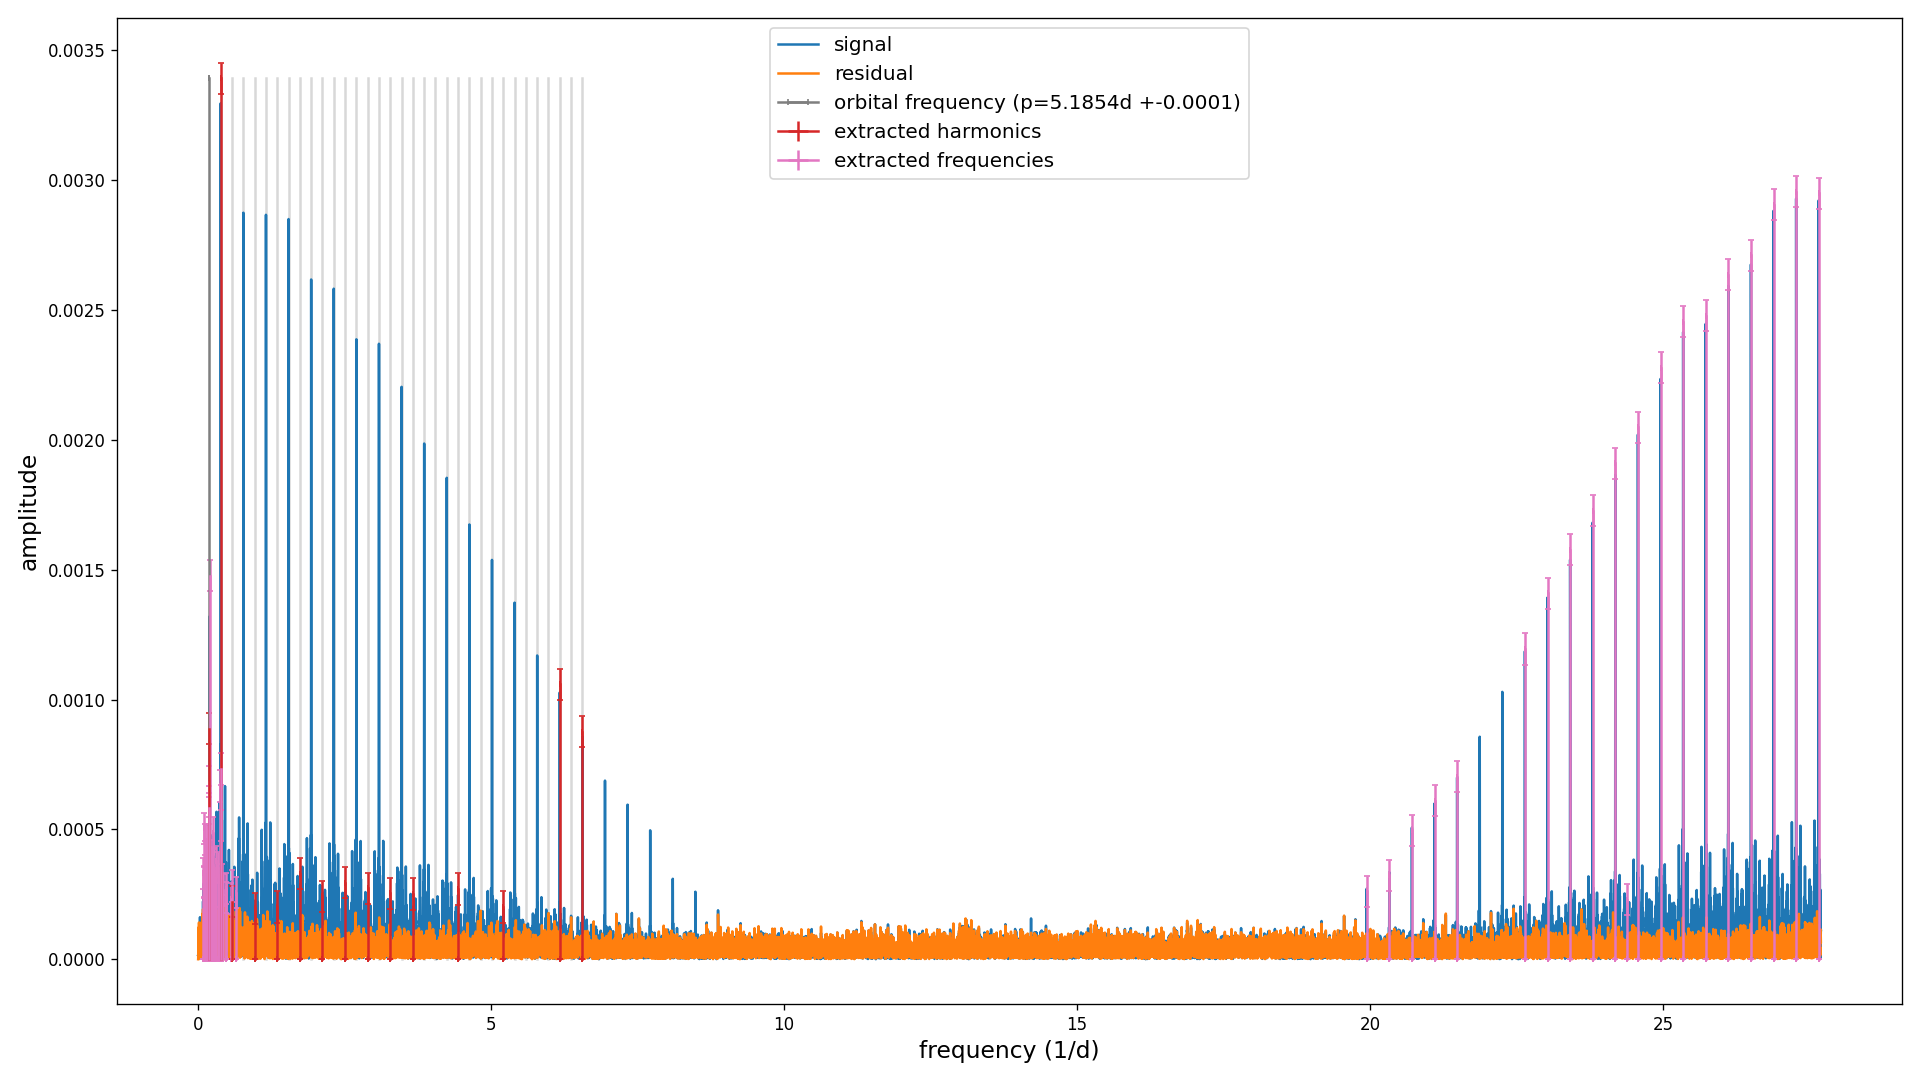 signal
residual
orbital frequency (p=5.1854d +-0.0001)
extracted harmonics
extracted frequencies
0.0035
0.0030
0.0025
0.0020
0.0015
0.0010
0.0005
0.0000
amplitude
0 5 10 15 20 25
frequency (1/d)